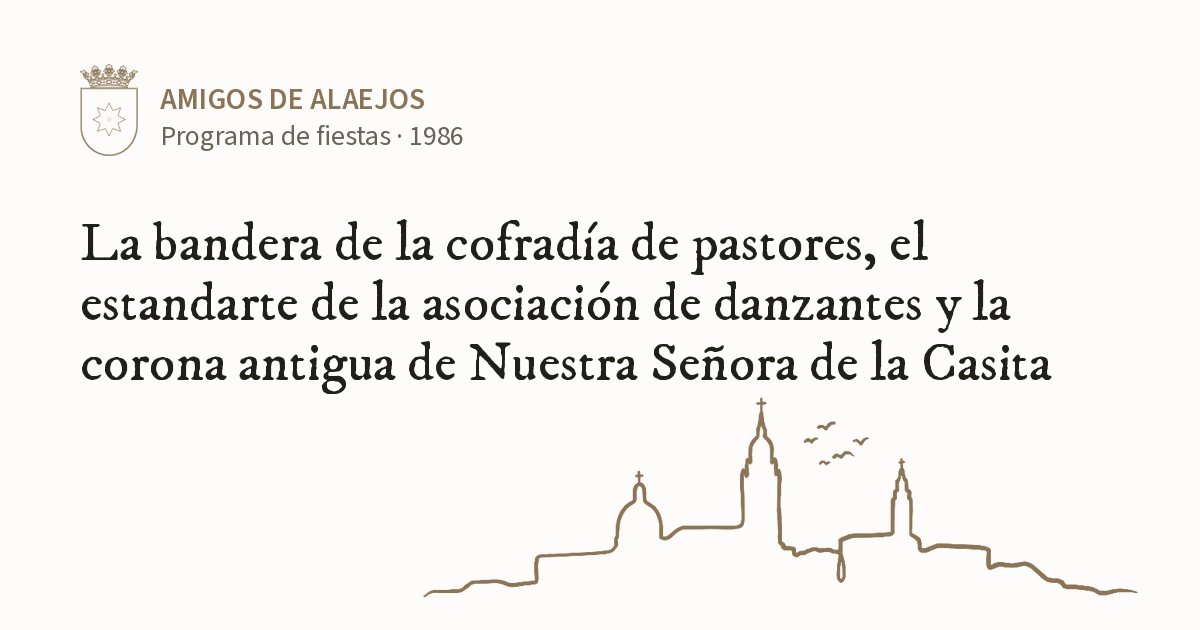 AMIGOS DE ALAEJOS
Programa de fiestas · 1986
La bandera de la cofradía de pastores, el
estandarte de la asociación de danzantes y la
corona antigua de Nuestra Señora de la Casita